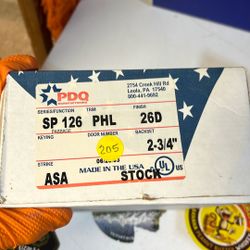 PDQ
2754 Creek Hill Rd
Leola, PA 17540
800-441-9692
SERIES/FUNCTION TRIM FINISH
SP 126 PHL 26D
PASSAGE DOOR NUMBER BACKSET
205 2-3/4"
STRIKE
MADE IN THE USA
UL
ASA STOCK